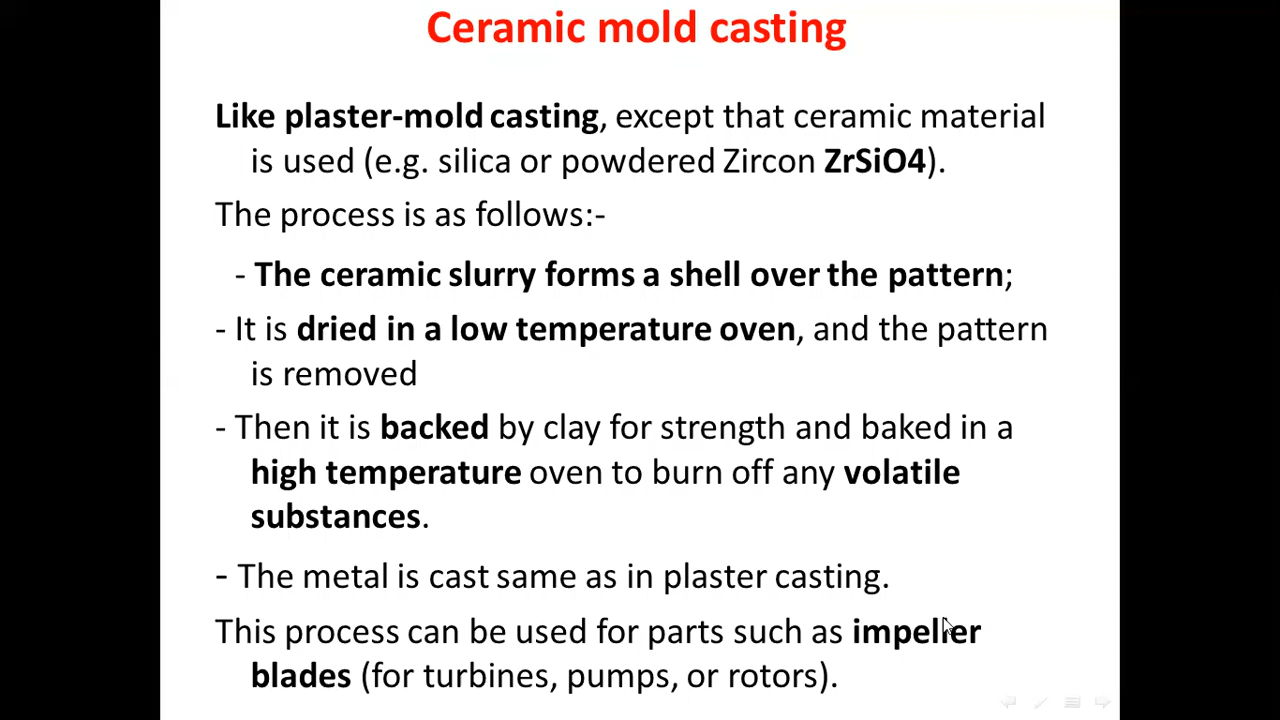 Ceramic mold casting
Like plaster-mold casting, except that ceramic material
is used (e.g. silica or powdered Zircon ZrSiO4).
The process is as follows:-
- The ceramic slurry forms a shell over the pattern;
- It is dried in a low temperature oven, and the pattern
is removed
- Then it is backed by clay for strength and baked in a
high temperature oven to burn off any volatile
substances.
- The metal is cast same as in plaster casting.
This process can be used for parts such as impeller
blades (for turbines, pumps, or rotors).